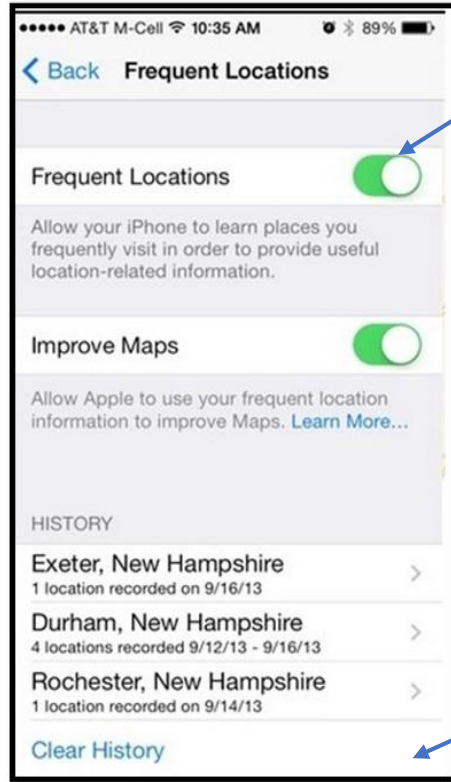 AT&T M-Cell 10:35 AM 89%
Back Frequent Locations
Frequent Locations
Allow your iPhone to learn places you
frequently visit in order to provide useful
location-related information.
Improve Maps
Allow Apple to use your frequent location
information to improve Maps. Learn More...
HISTORY
Exeter, New Hampshire
1 location recorded on 9/16/13
Durham, New Hampshire
4 locations recorded 9/12/13 - 9/16/13
Rochester, New Hampshire
1 location recorded on 9/14/13
Clear History